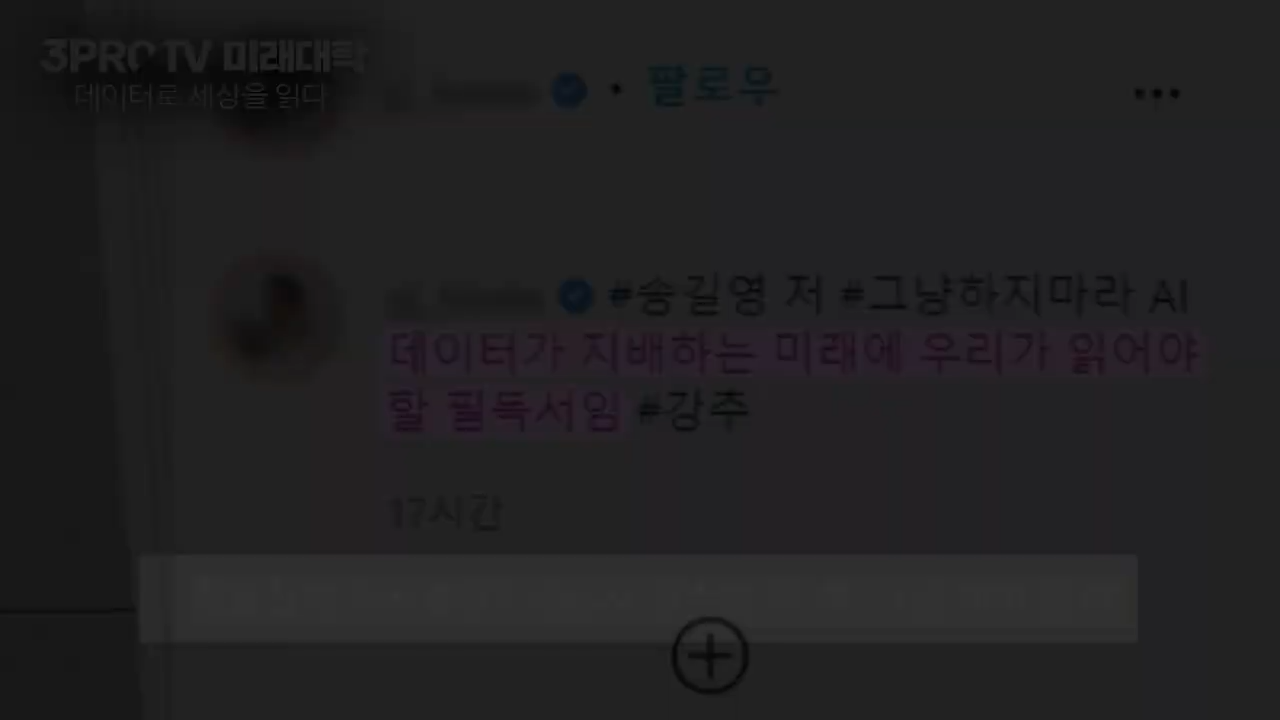 3PRO TV 미래대학
데이터로 세상을 읽다
• 팔로우
#송길영 저 #그냥하지마라 AI
데이터가 지배하는 미래에 우리가 읽어야
할 필독서임 #강추
17시간